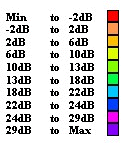 Min to -2dB
-2dB to 2dB
2dB to 6dB
6dB to 10dB
10dB to 13dB
13dB to 18dB
18dB to 22dB
22dB to 24dB
24dB to 29dB
29dB to Max